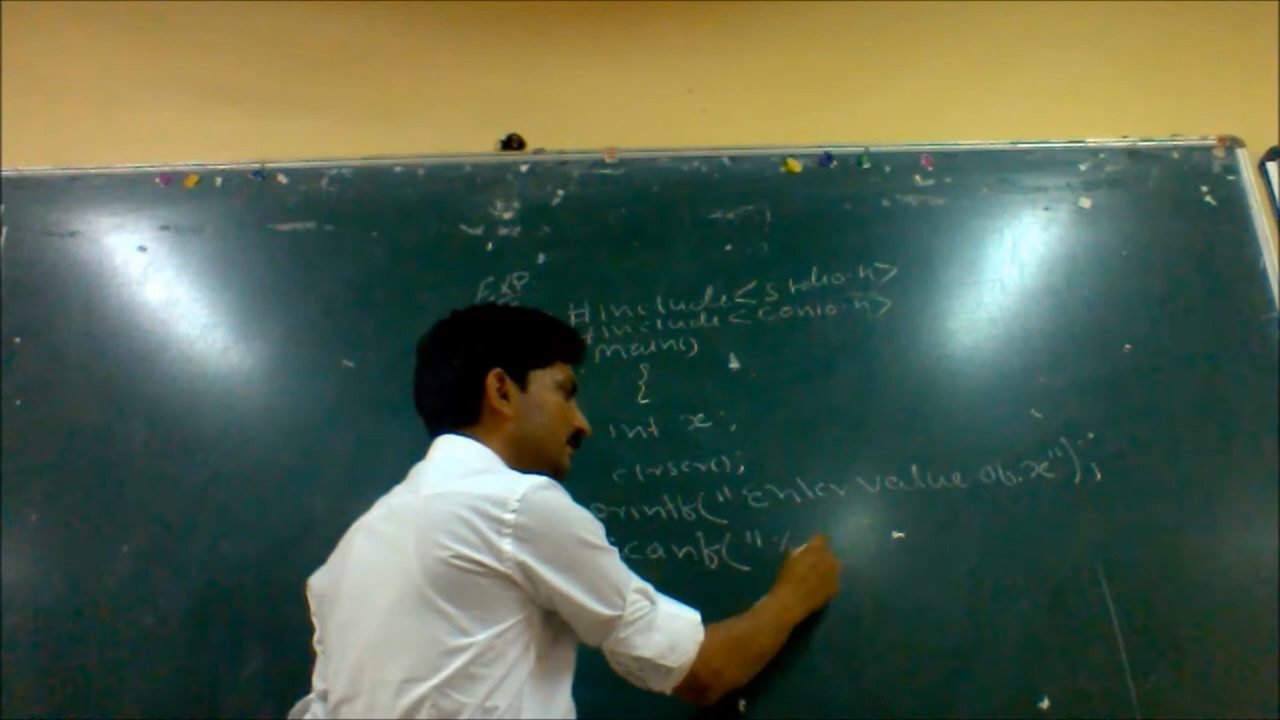 Exp
#include<stdio.h>
#include<conio.h>
main()
{
int x;
clrscr();
printf("Enter value of x");
scanf("%